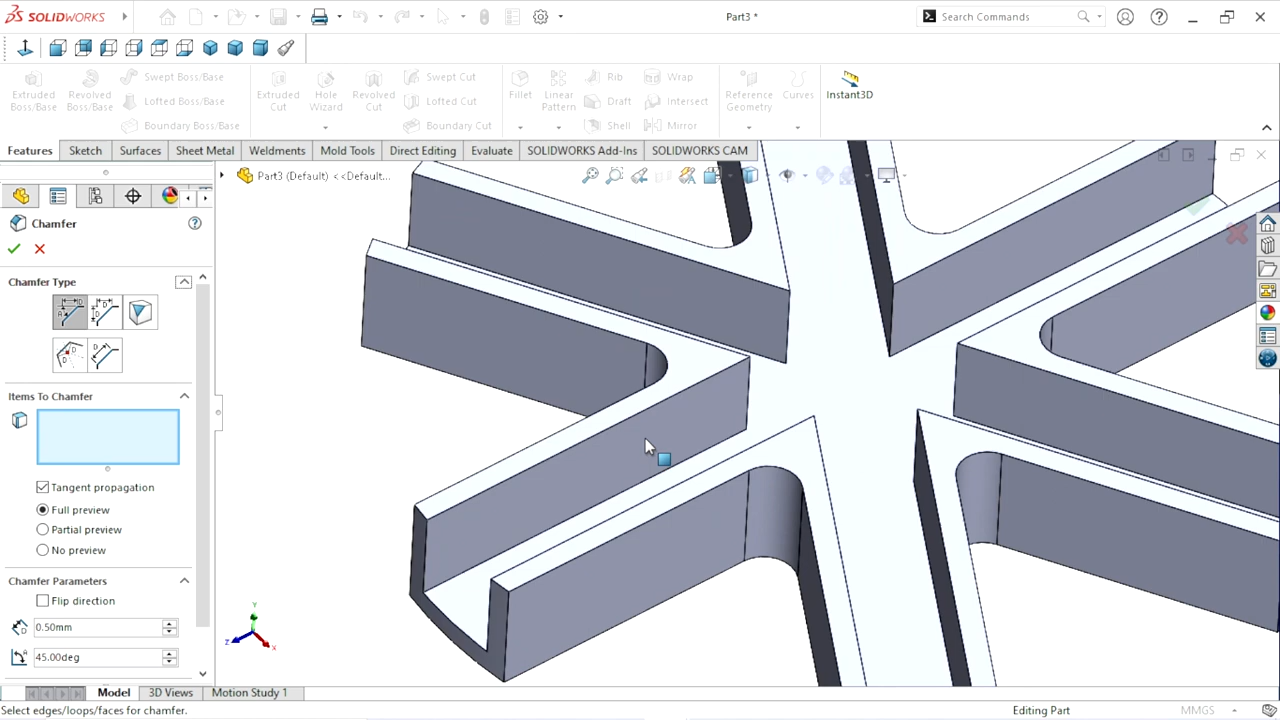 SOLIDWORKS
Part3 *
Search Commands
Extruded Boss/Base
Revolved Boss/Base
Swept Boss/Base
Lofted Boss/Base
Boundary Boss/Base
Extruded Cut
Hole Wizard
Revolved Cut
Swept Cut
Lofted Cut
Boundary Cut
Fillet
Linear Pattern
Rib
Draft
Shell
Wrap
Intersect
Mirror
Reference Geometry
Curves
Instant3D
Features
Sketch
Surfaces
Sheet Metal
Weldments
Mold Tools
Direct Editing
Evaluate
SOLIDWORKS Add-Ins
SOLIDWORKS CAM
Part3 (Default) <<Default...
Chamfer
Chamfer Type
Items To Chamfer
Tangent propagation
Full preview
Partial preview
No preview
Chamfer Parameters
Flip direction
0.50mm
45.00deg
Y
Z
X
Model
3D Views
Motion Study 1
Select edges/loops/faces for chamfer.
Editing Part
MMGS